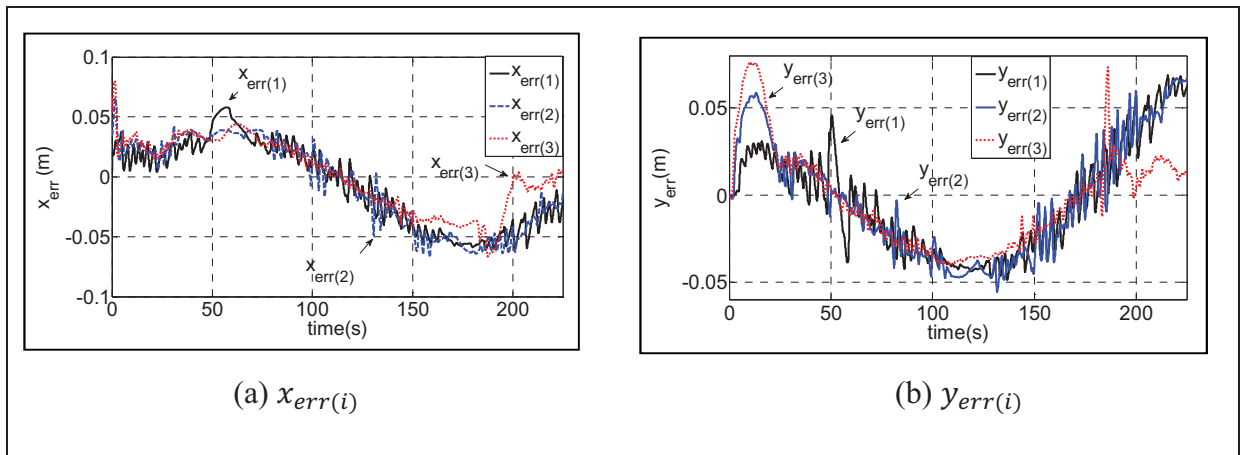 0.1
0.05
0
-0.05
-0.1
x_err (m)
x_err(1)
x_err(1)
x_err(2)
x_err(3)
x_err(3)
x_err(2)
0 50 100 150 200
time(s)
y_err(3)
y_err(1)
y_err(2)
y_err(1)
y_err(2)
y_err(3)
0.05
0
-0.05
y_err (m)
0 50 100 150 200
time(s)
(a) x_err(i)
(b) y_err(i)